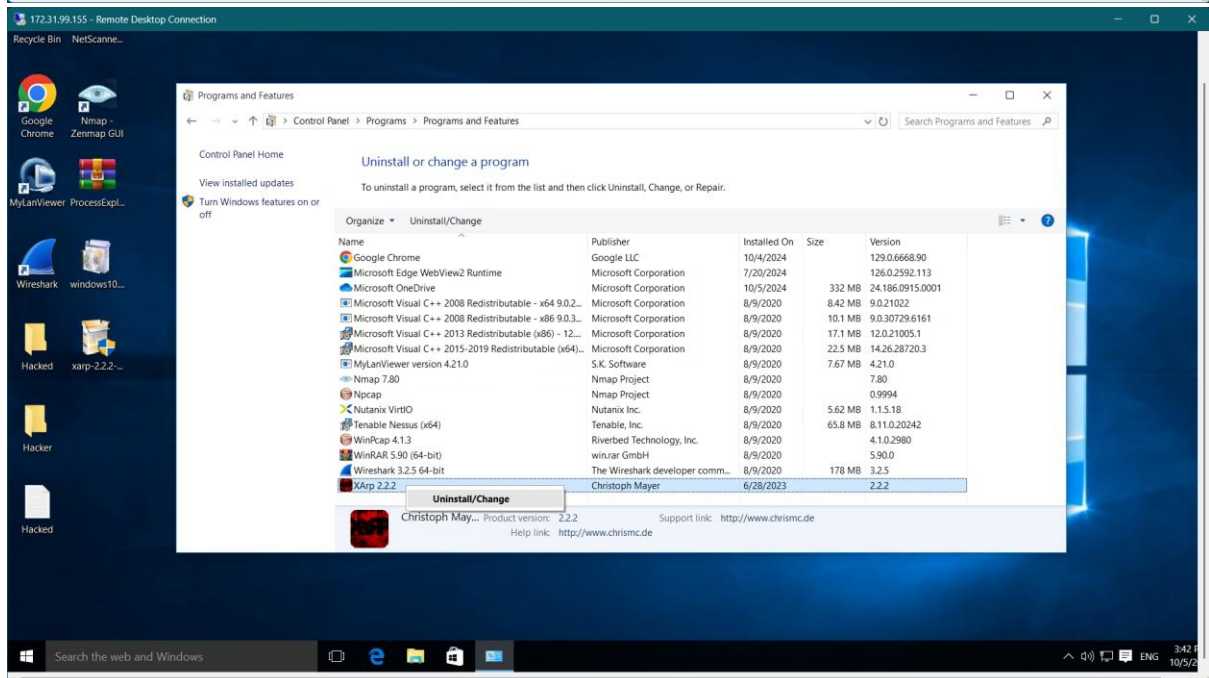 172.31.99.155 - Remote Desktop Connection
Recycle Bin NetScanne...
Google Chrome
Nmap - Zenmap GUI
MyLanViewer ProcessExpl...
Wireshark windows10...
Hacked xarp-2.2.2-...
Hacker
Hacked
Programs and Features
Control Panel > Programs > Programs and Features
Search Programs and Features
Control Panel Home
View installed updates
Turn Windows features on or
off
Uninstall or change a program
To uninstall a program, select it from the list and then click Uninstall, Change, or Repair.
Organize Uninstall/Change
Name Publisher Installed On Size Version
Google Chrome Google LLC 10/4/2024 129.0.6668.90
Microsoft Edge WebView2 Runtime Microsoft Corporation 7/20/2024 126.0.2592.113
Microsoft OneDrive Microsoft Corporation 10/5/2024 332 MB 24.186.0915.0001
Microsoft Visual C++ 2008 Redistributable - x64 9.0.2... Microsoft Corporation 8/9/2020 8.42 MB 9.0.21022
Microsoft Visual C++ 2008 Redistributable - x86 9.0.3... Microsoft Corporation 8/9/2020 10.1 MB 9.0.30729.6161
Microsoft Visual C++ 2013 Redistributable (x86) - 12.... Microsoft Corporation 8/9/2020 17.1 MB 12.0.21005.1
Microsoft Visual C++ 2015-2019 Redistributable (x64)... Microsoft Corporation 8/9/2020 22.5 MB 14.26.28720.3
MyLanViewer version 4.21.0 S.K. Software 8/9/2020 7.67 MB 4.21.0
Nmap 7.80 Nmap Project 8/9/2020 7.80
Npcap Nmap Project 8/9/2020 0.9994
Nutanix VirtIO Nutanix Inc. 8/9/2020 5.62 MB 1.1.5.18
Tenable Nessus (x64) Tenable, Inc. 8/9/2020 65.8 MB 8.11.0.20242
WinPcap 4.1.3 Riverbed Technology, Inc. 8/9/2020 4.1.0.2980
WinRAR 5.90 (64-bit) win.rar GmbH 8/9/2020 5.90.0
Wireshark 3.2.5 64-bit The Wireshark developer comm... 8/9/2020 178 MB 3.2.5
XArp 2.2.2 Christoph Mayer 6/28/2023 2.2.2
Uninstall/Change
Christoph May... Product version: 2.2.2 Support link: http://www.chrismc.de
Help link: http://www.chrismc.de
Search the web and Windows
ENG
3:42
10/5/2